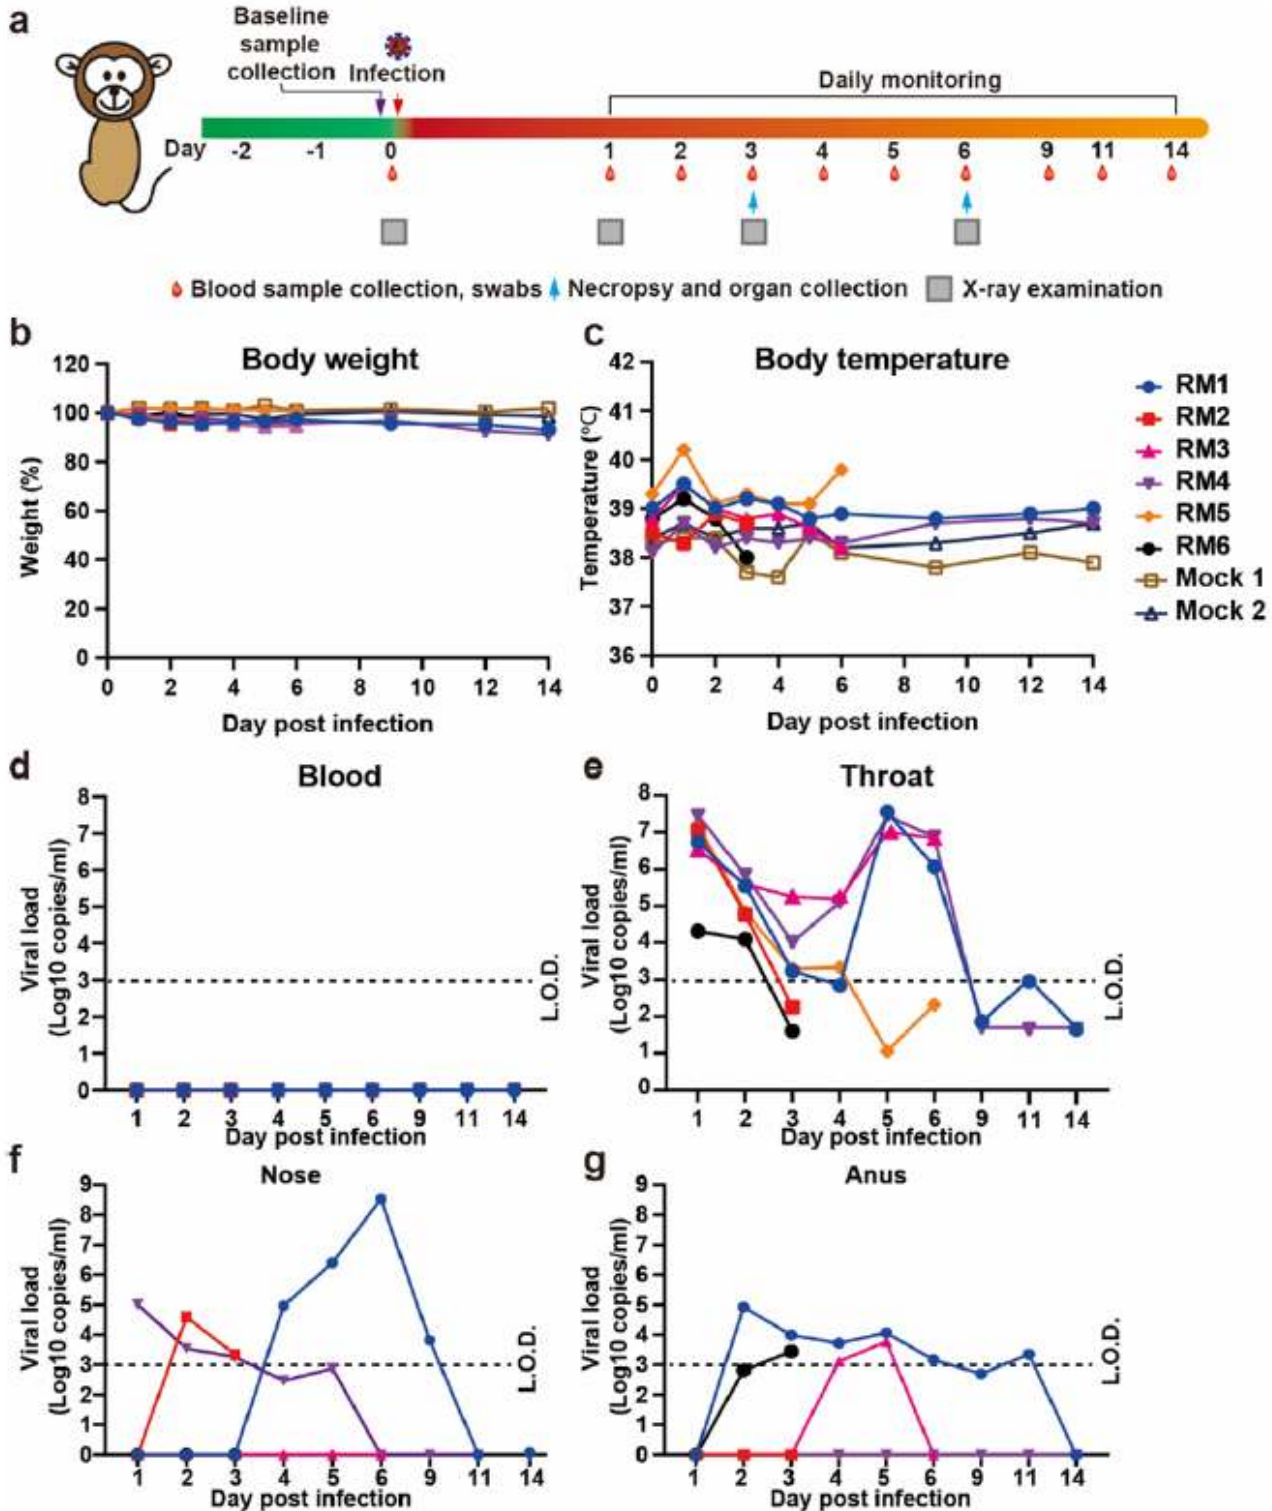 a
Baseline
sample
collection
Infection
Daily monitoring
Day -2 -1 0 1 2 3 4 5 6 9 11 14
Blood sample collection, swabs Necropsy and organ collection X-ray examination
b
Body weight
120
100
80
60
40
20
0
Weight (%)
0 2 4 6 8 10 12 14
Day post infection
c
Body temperature
42
41
40
39
38
37
36
Temperature (°C)
0 2 4 6 8 10 12 14
Day post infection
RM1
RM2
RM3
RM4
RM5
RM6
Mock 1
Mock 2
d
Blood
8
7
6
5
4
3
2
1
0
Viral load
(Log10 copies/ml)
L.O.D.
1 2 3 4 5 6 9 11 14
Day post infection
e
Throat
8
7
6
5
4
3
2
1
0
Viral load
(Log10 copies/ml)
L.O.D.
1 2 3 4 5 6 9 11 14
Day post infection
f
Nose
9
8
7
6
5
4
3
2
1
0
Viral load
(Log10 copies/ml)
L.O.D.
1 2 3 4 5 6 9 11 14
Day post infection
g
Anus
9
8
7
6
5
4
3
2
1
0
Viral load
(Log10 copies/ml)
L.O.D.
1 2 3 4 5 6 9 11 14
Day post infection